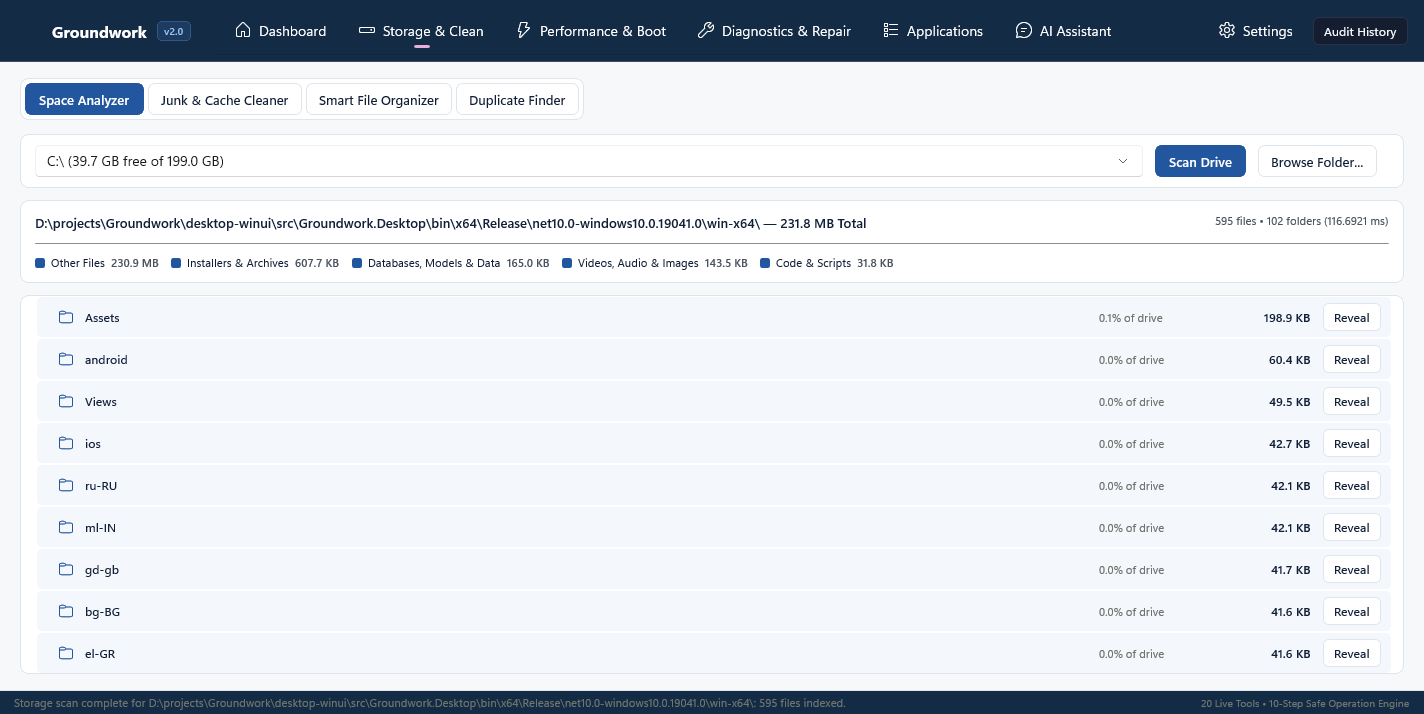 Groundwork v2.0 Dashboard Storage & Clean Performance & Boot Diagnostics & Repair Applications AI Assistant Settings Audit History
Space Analyzer Junk & Cache Cleaner Smart File Organizer Duplicate Finder
C:\ (39.7 GB free of 199.0 GB) Scan Drive Browse Folder...
D:\projects\Groundwork\desktop-winui\src\Groundwork.Desktop\bin\x64\Release\net10.0-windows10.0.19041.0\win-x64\ — 231.8 MB Total 595 files • 102 folders (116.6921 ms)
Other Files 230.9 MB Installers & Archives 607.7 KB Databases, Models & Data 165.0 KB Videos, Audio & Images 143.5 KB Code & Scripts 31.8 KB
Assets 0.1% of drive 198.9 KB Reveal
android 0.0% of drive 60.4 KB Reveal
Views 0.0% of drive 49.5 KB Reveal
ios 0.0% of drive 42.7 KB Reveal
ru-RU 0.0% of drive 42.1 KB Reveal
ml-IN 0.0% of drive 42.1 KB Reveal
gd-gb 0.0% of drive 41.7 KB Reveal
bg-BG 0.0% of drive 41.6 KB Reveal
el-GR 0.0% of drive 41.6 KB Reveal
Storage scan complete for D:\projects\Groundwork\desktop-winui\src\Groundwork.Desktop\bin\x64\Release\net10.0-windows10.0.19041.0\win-x64\: 595 files indexed. 20 Live Tools • 10-Step Safe Operation Engine